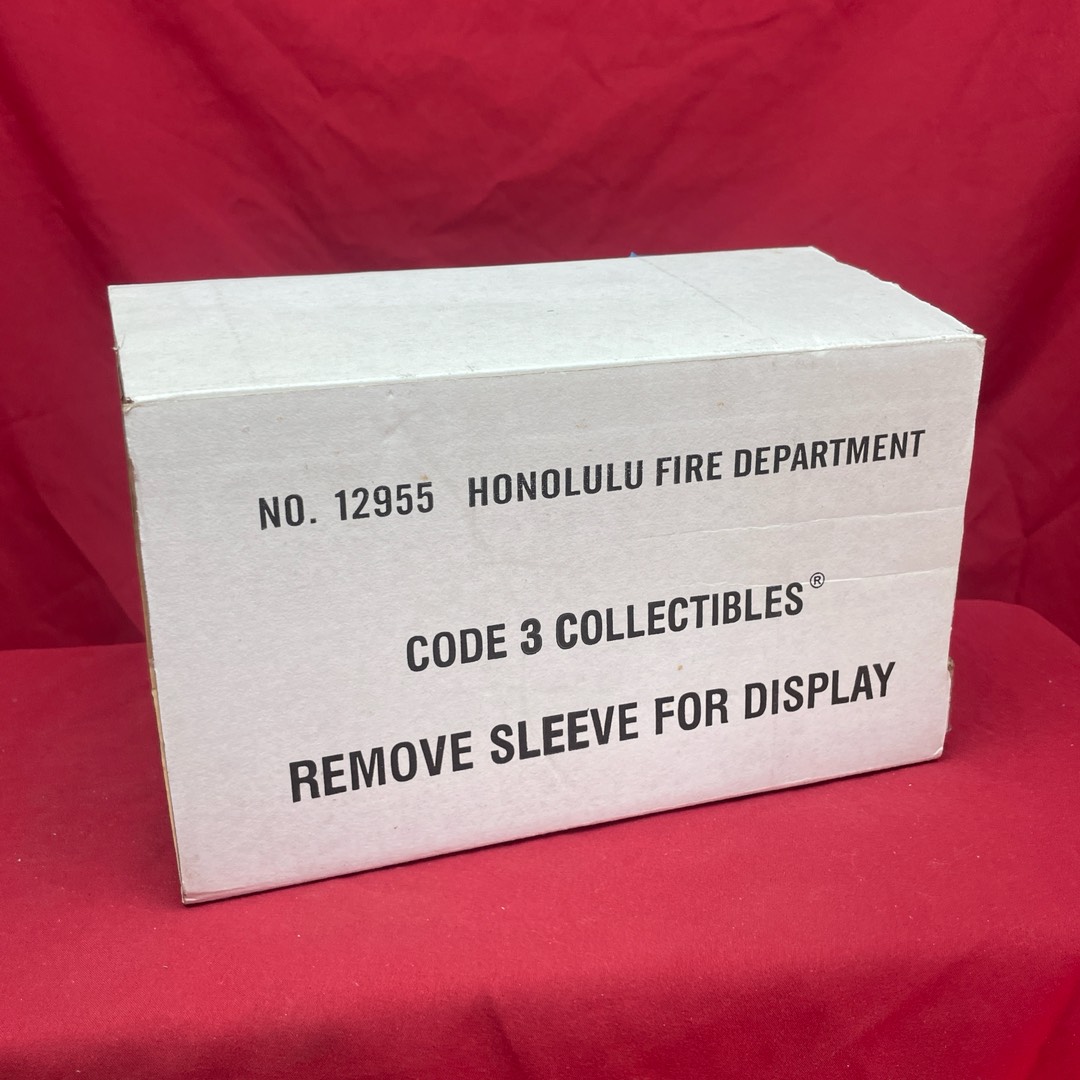 NO. 12955 HONOLULU FIRE DEPARTMENT
CODE 3 COLLECTIBLES®
REMOVE SLEEVE FOR DISPLAY